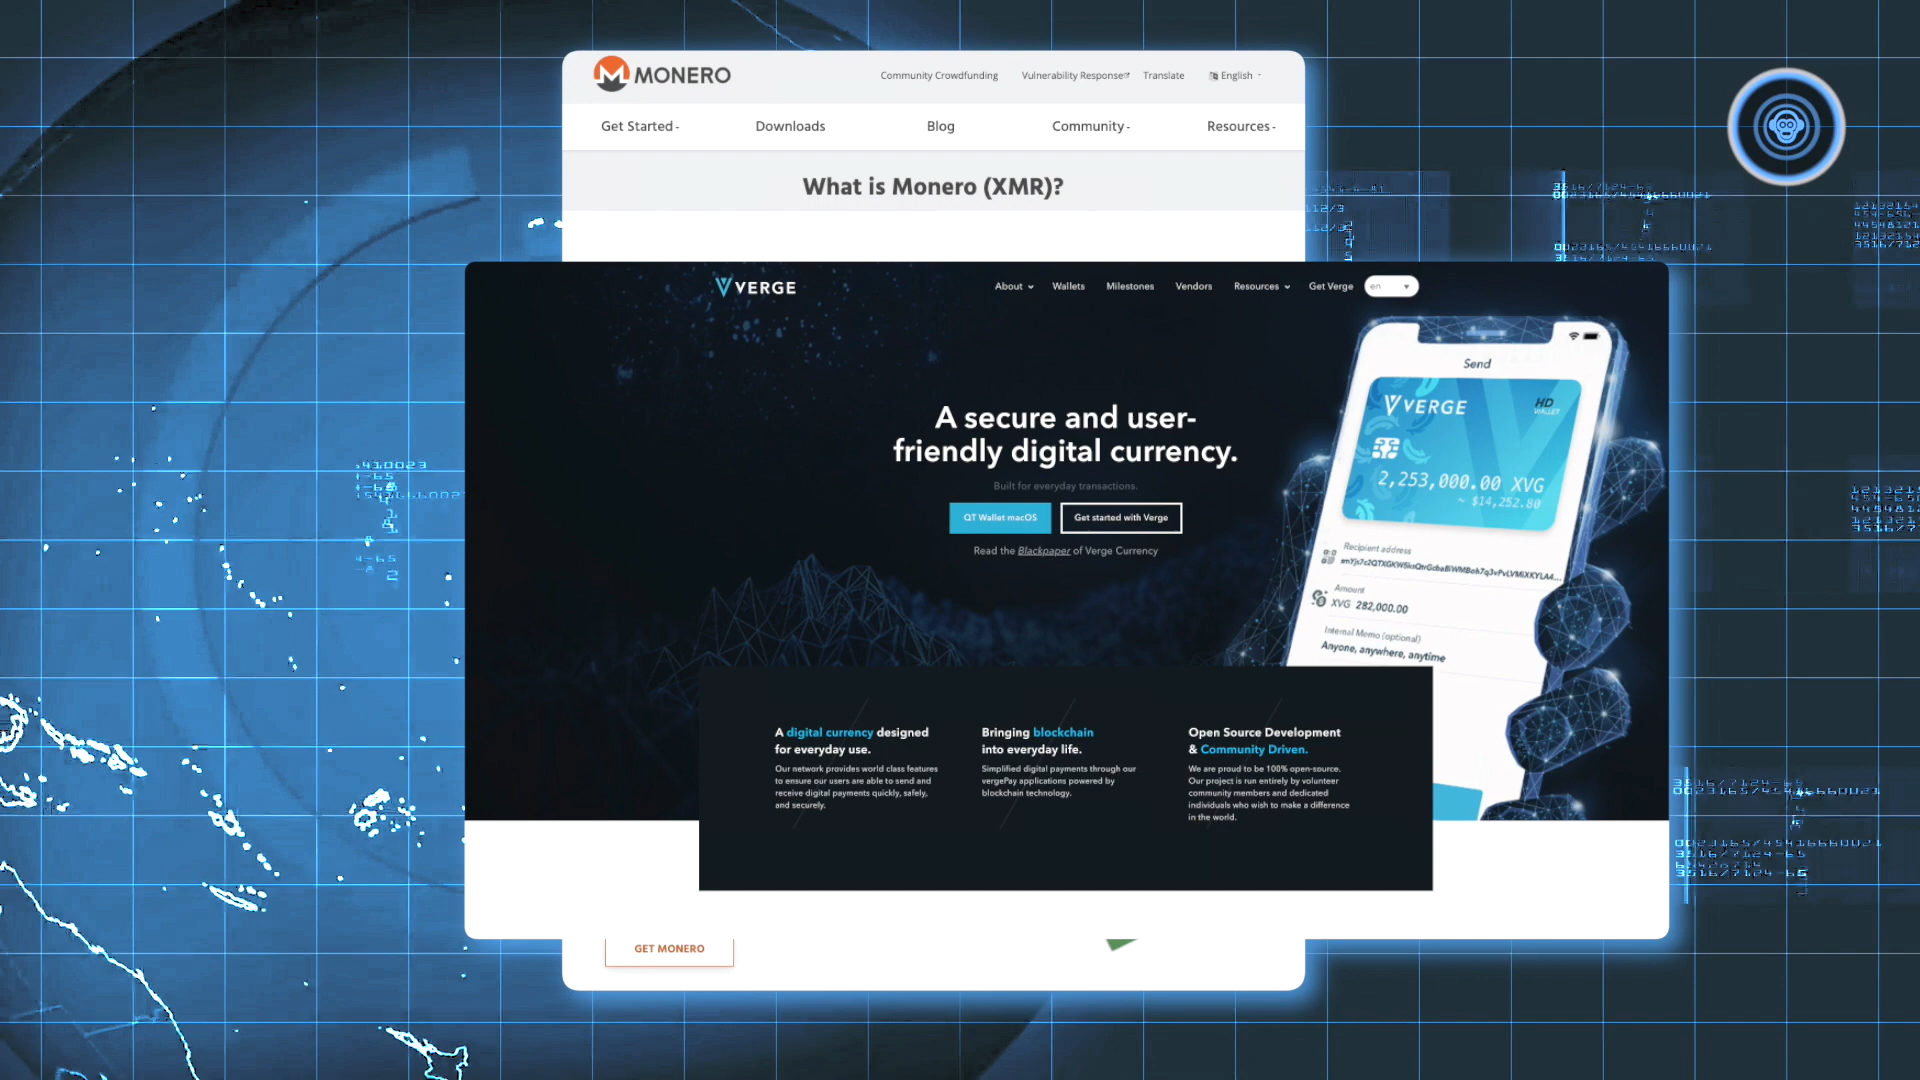 MONERO
Community Crowdfunding
Vulnerability Response
Translate
English
Get Started
Downloads
Blog
Community
Resources
What is Monero (XMR)?
VERGE
About
Wallets
Milestones
Vendors
Resources
Get Verge
en
A secure and user-
friendly digital currency.
Built for everyday transactions.
QT Wallet macOS
Get started with Verge
Read the Blackpaper of Verge Currency
Send
VERGE
HD
WALLET
2,253,000.00 XVG
~ $14,252.80
Recipient address
Amount
XVG 282,000.00
Internal Memo (optional)
Anyone, anywhere, anytime
A digital currency designed
for everyday use.
Our network provides world class features
to ensure our users are able to send and
receive digital payments quickly, safely,
and securely.
Bringing blockchain
into everyday life.
Simplified digital payments through our
vergePay applications powered by
blockchain technology.
Open Source Development
& Community Driven.
We are proud to be 100% open-source.
Our project is run entirely by volunteer
community members and dedicated
individuals who wish to make a difference
in the world.
GET MONERO